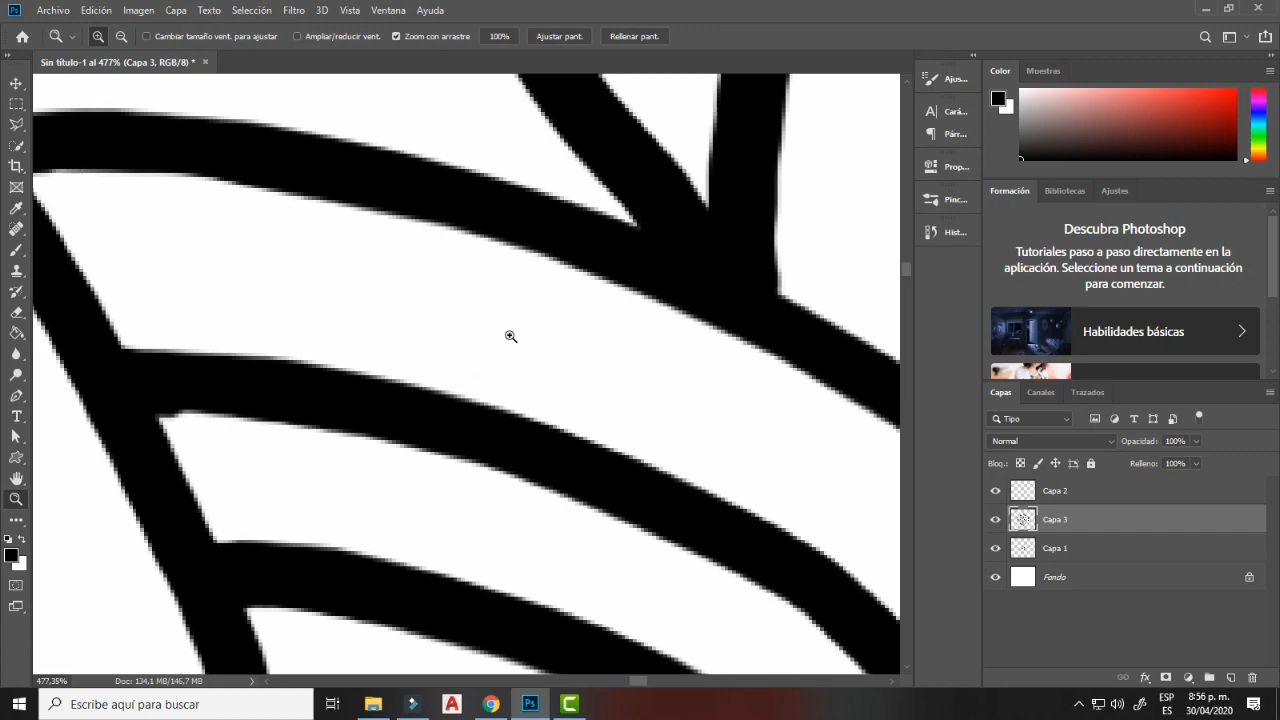 Ps Archivo Edición Imagen Capa Texto Selección Filtro 3D Vista Ventana Ayuda
Cambiar tamaño vent. para ajustar Ampliar/reducir vent. Zoom con arrastre 100% Ajustar pant. Rellenar pant.
Sin título-1 al 477% (Capa 3, RGB/8) *
Ajus...
Cará...
Párr...
Prop...
Pinc...
Hist...
Color Muestras
Formación Bibliotecas Ajustes
Descubra Photoshop
Tutoriales paso a paso directamente en la
aplicación. Seleccione un tema a continuación
para comenzar.
Habilidades básicas
Capas Canales Trazados
Tipo
Normal Opacidad: 100%
Bloq.: Relleno: 100%
Capa 2
Capa 3
Capa 1
Fondo
477,35% Doc: 134,1 MB/146,7 MB
Escribe aquí para buscar
Ps
ESP
ES
8:56 p. m.
30/04/2020